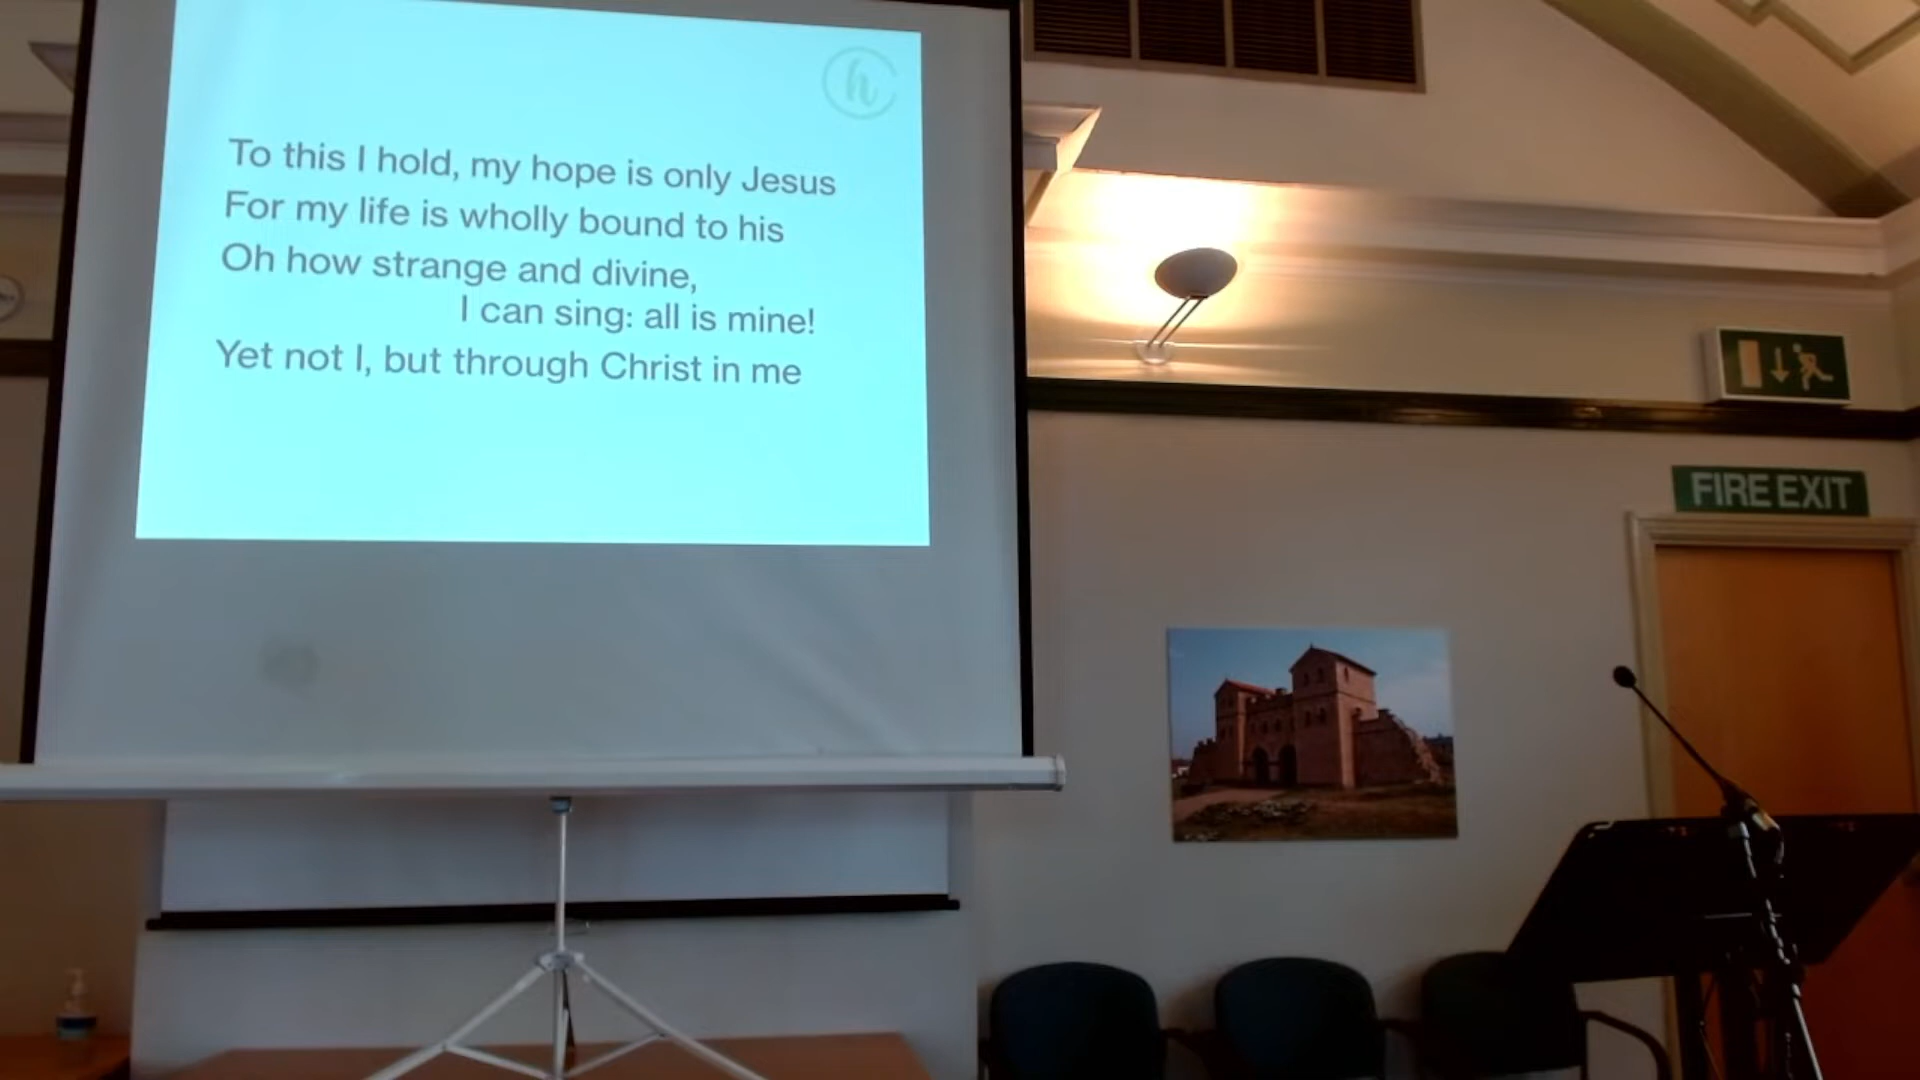 h
To this I hold, my hope is only Jesus
For my life is wholly bound to his
Oh how strange and divine,
I can sing: all is mine!
Yet not I, but through Christ in me
FIRE EXIT